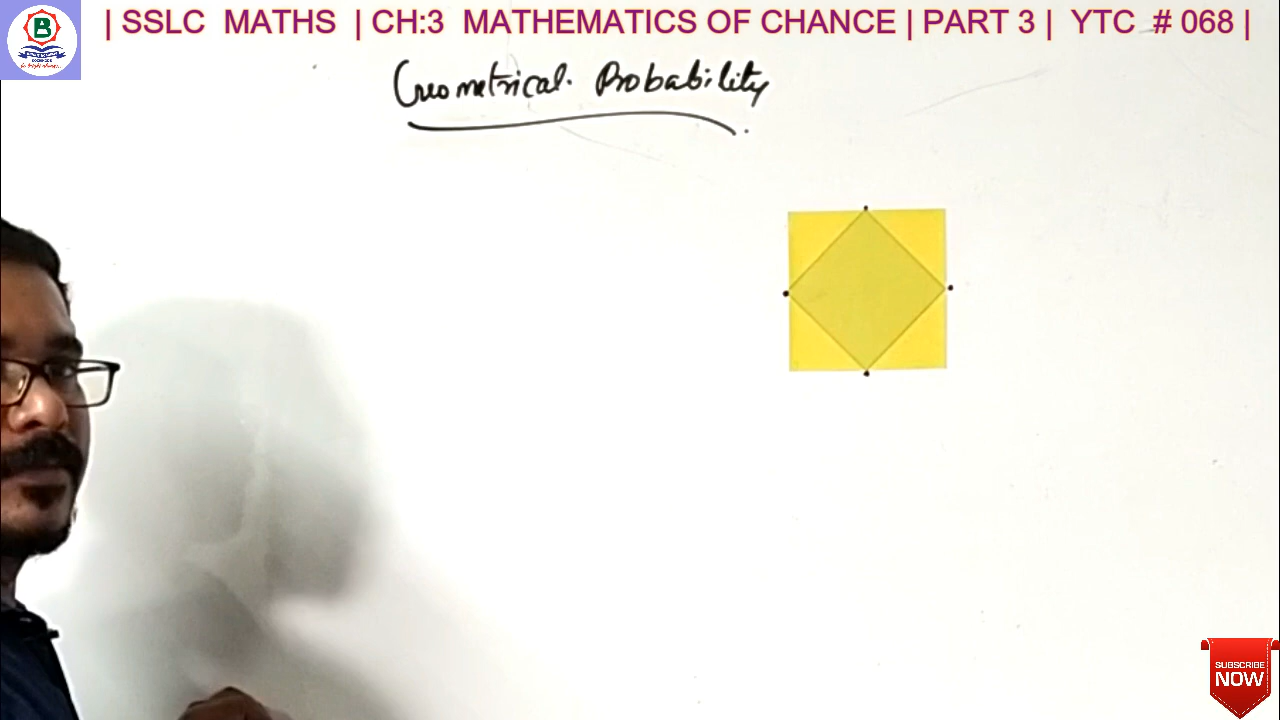 | SSLC MATHS | CH:3 MATHEMATICS OF CHANCE | PART 3 | YTC # 068 |
B
Geometrical Probability
SUBSCRIBE
NOW